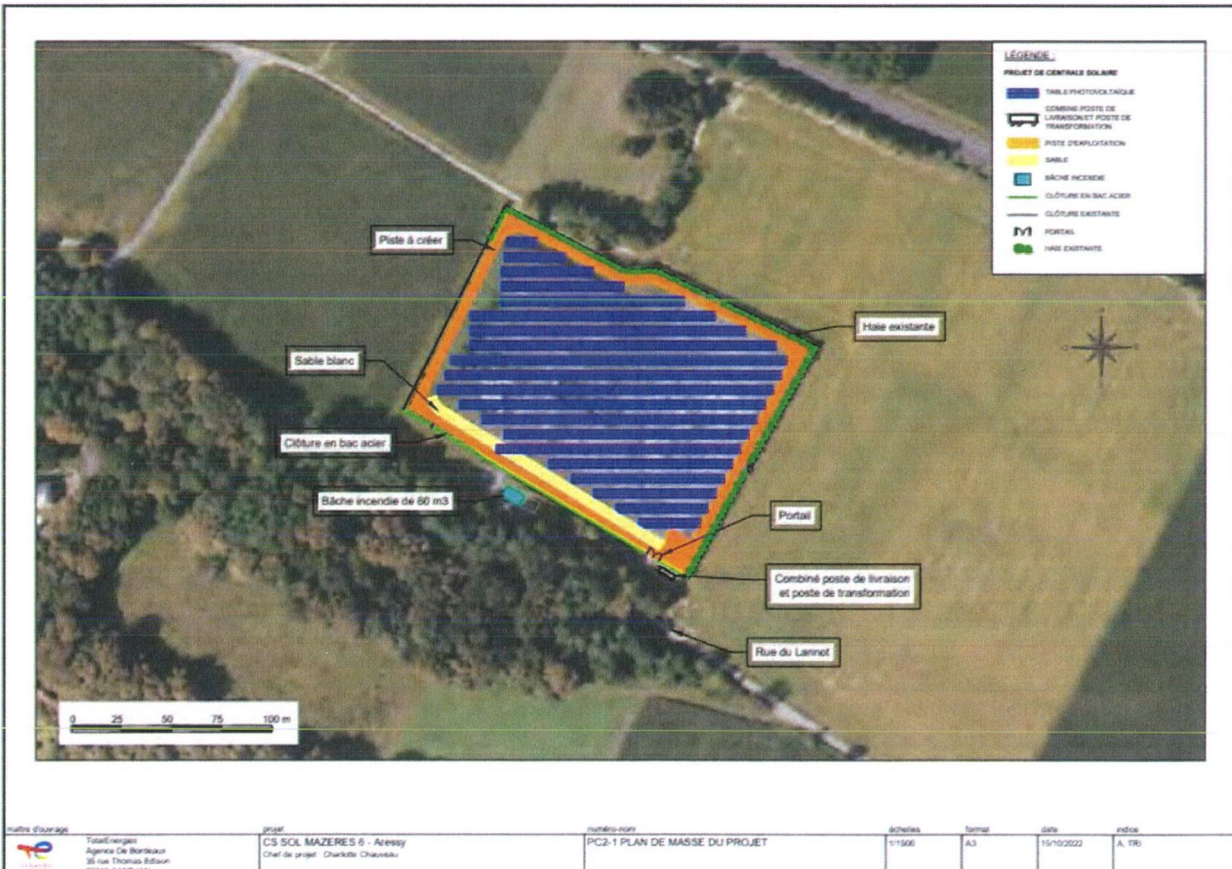 LÉGENDE :
PROJET DE CENTRALE SOLAIRE
TABLE PHOTOVOLTAÏQUE
COMBINE POSTE DE
LIVRAISON ET POSTE DE
TRANSFORMATION
PISTE D'EXPLOITATION
SABLE
BÂCHE INCENDIE
CLÔTURE EN BAC ACIER
CLÔTURE EXISTANTE
PORTAIL
HAIE EXISTANTE
Piste à créer
Haie existante
Sable blanc
Clôture en bac acier
Bâche incendie de 60 m3
Portail
Combiné poste de livraison
et poste de transformation
Rue du Lannot
0 25 50 75 100 m
maître d'ouvrage
TotalEnergies
Agence De Bordeaux
35 rue Thomas Edison
projet
CS SOL MAZERES 6 - Aressy
Chef de projet : Charlotte Chauveau
numéro-nom
PC2-1 PLAN DE MASSE DU PROJET
échelles
1/1500
format
A3
date
15/10/2022
indice